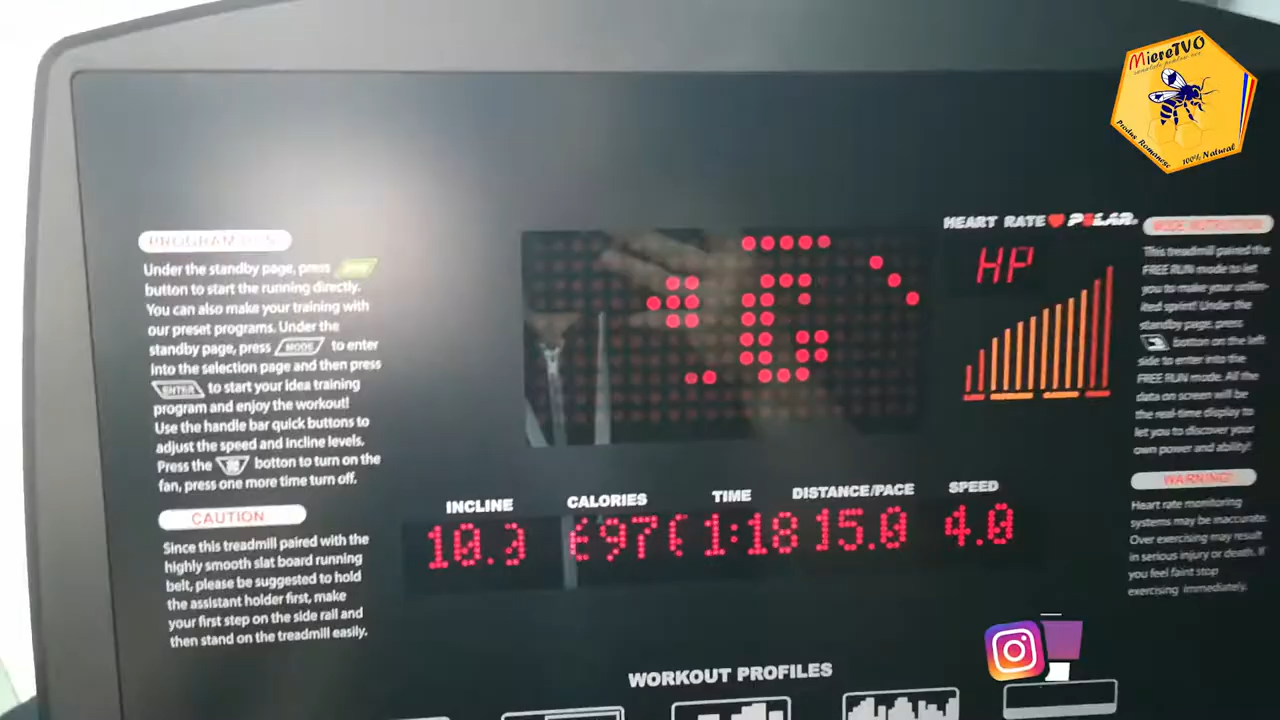 MiereTVO
Produs Romanesc
100% Natural
HEART RATE POLAR
HP
Under the standby page, press
button to start the running directly.
You can also make your training with
our preset programs. Under the
standby page, press MODE to enter
into the selection page and then press
ENTER to start your idea training
program and enjoy the workout!
Use the handle bar quick buttons to
adjust the speed and incline levels.
Press the botton to turn on the
fan, press one more time turn off.
CAUTION
Since this treadmill paired with the
highly smooth slat board running
belt, please be suggested to hold
the assistant holder first, make
your first step on the side rail and
then stand on the treadmill easily.
This treadmill paired the
FREE RUN mode to let
you to make your unlim-
ited sprint! Under the
standby page, press
botton on the left
side to enter into the
FREE RUN mode. All the
data on screen will be
the real-time display to
let you to discover your
own power and ability!
WARNING!
Heart rate monitoring
systems may be inaccurate.
Over exercising may result
in serious injury or death. If
you feel faint stop
exercising immediately.
INCLINE CALORIES TIME DISTANCE/PACE SPEED
1:18 15.0 4.0
WORKOUT PROFILES